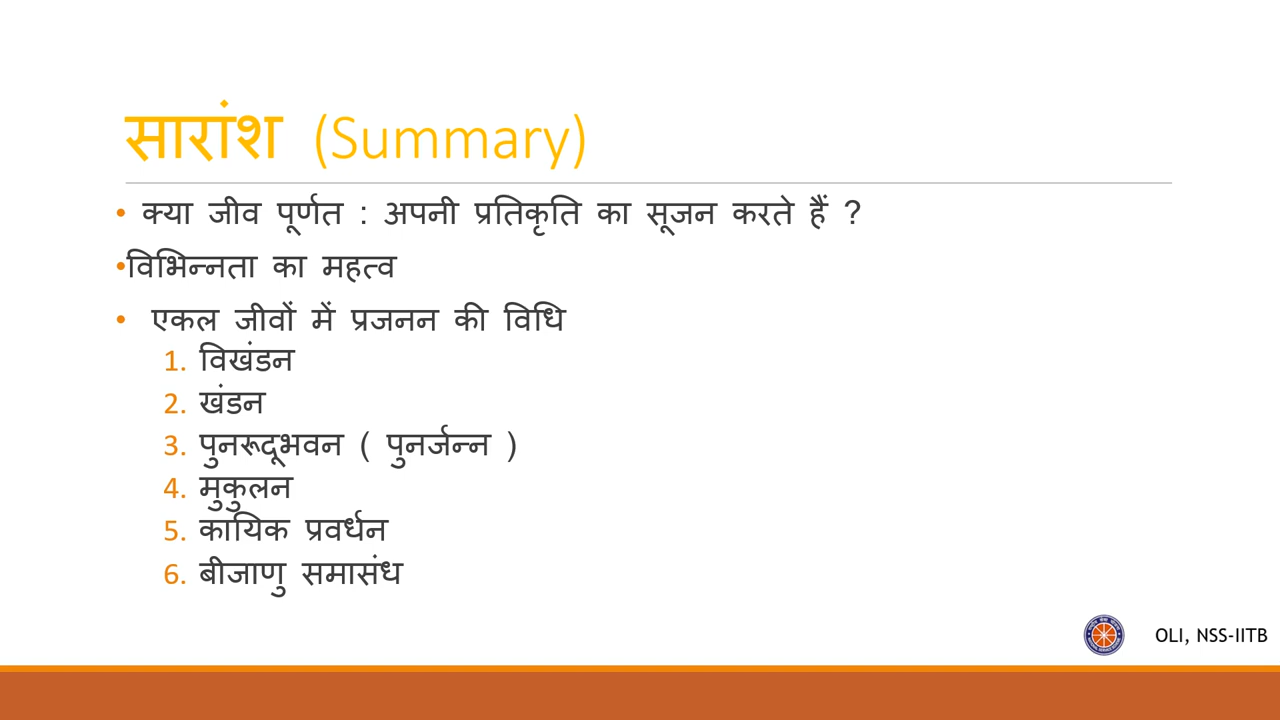 सारांश (Summary)
• क्या जीव पूर्णत : अपनी प्रतिकृति का सृजन करते हैं ?
•विभिन्नता का महत्व
• एकल जीवों में प्रजनन की विधि
1. विखंडन
2. खंडन
3. पुनरूदूभवन ( पुनर्जन्न )
4. मुकुलन
5. कायिक प्रवर्धन
6. बीजाणु समासंध
OLI, NSS-IITB